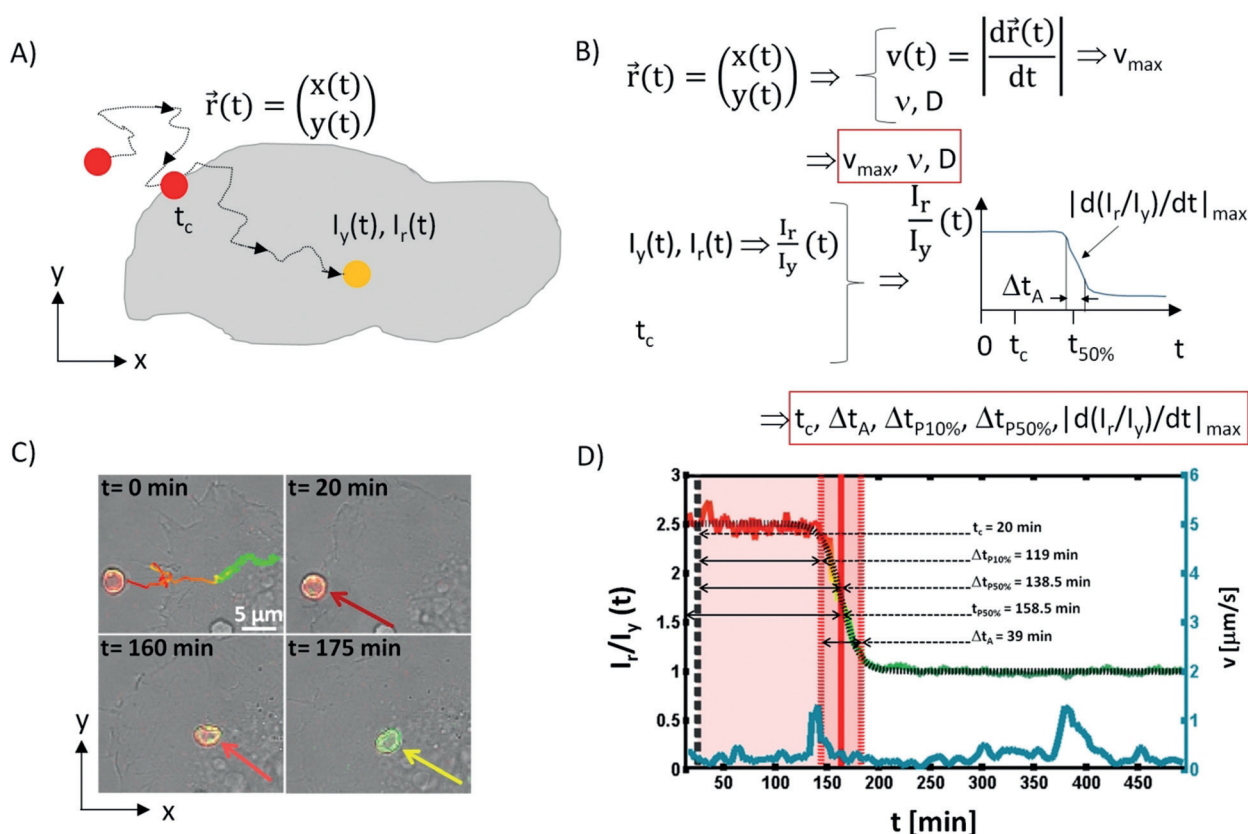 A)
r⃗(t) = (x(t) y(t))
t_c
I_y(t), I_r(t)
y
x
B)
r⃗(t) = (x(t) y(t)) ⇒ { v(t) = |dr⃗(t)/dt| ⇒ v_max
ν, D
⇒ v_max, ν, D
I_y(t), I_r(t) ⇒ I_r/I_y (t)
t_c
⇒ I_r/I_y (t)
|d(I_r/I_y)/dt|_max
Δt_A
0 t_c t_50% t
⇒ t_c, Δt_A, Δt_P10%, Δt_P50%, |d(I_r/I_y)/dt|_max
C)
t= 0 min
5 µm
t= 20 min
t= 160 min
t= 175 min
y
x
D)
I_r/I_y (t)
3
2.5
2
1.5
1
0.5
0
t_c = 20 min
Δt_P10% = 119 min
Δt_P50% = 138.5 min
t_P50% = 158.5 min
Δt_A = 39 min
6
5
4
3
2
1
0
v [µm/s]
50 100 150 200 250 300 350 400 450
t [min]